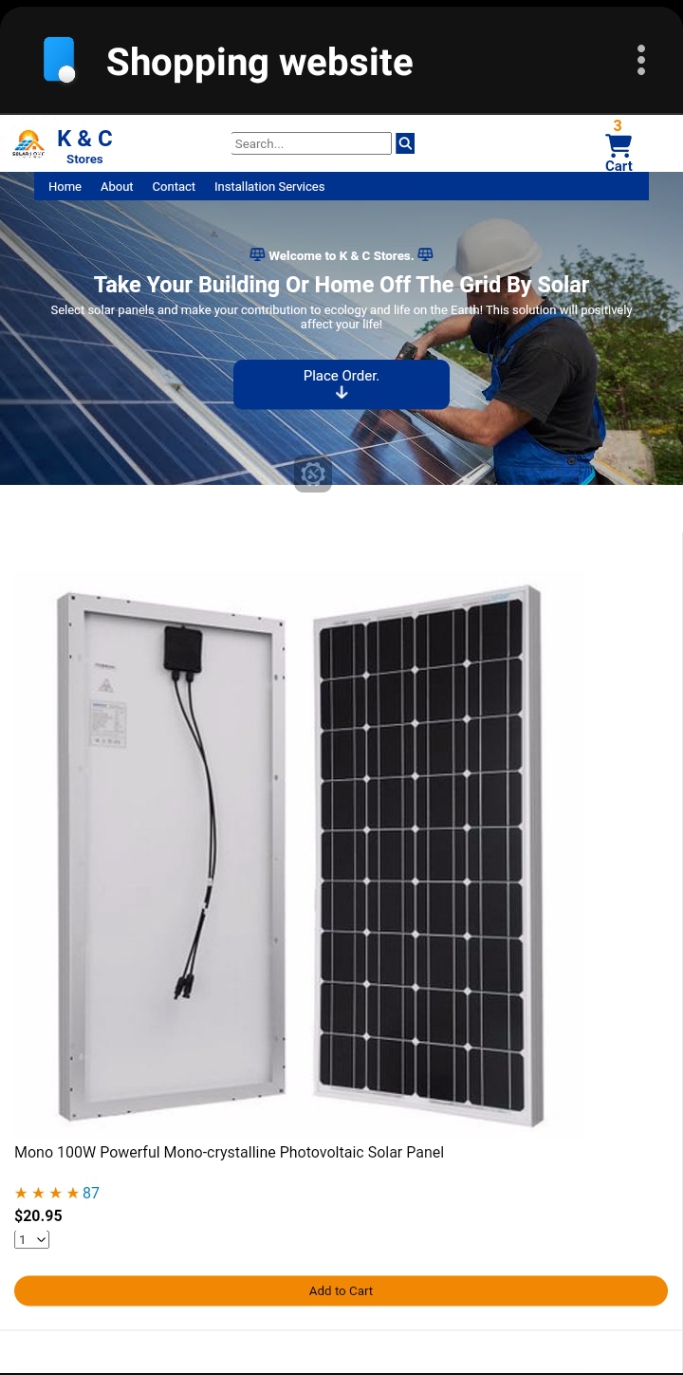 Shopping website
K & C
Stores
Search...
3
Cart
Home About Contact Installation Services
Welcome to K & C Stores.
Take Your Building Or Home Off The Grid By Solar
Select solar panels and make your contribution to ecology and life on the Earth! This solution will positively
affect your life!
Place Order.
Mono 100W Powerful Mono-crystalline Photovoltaic Solar Panel
87
$20.95
1
Add to Cart